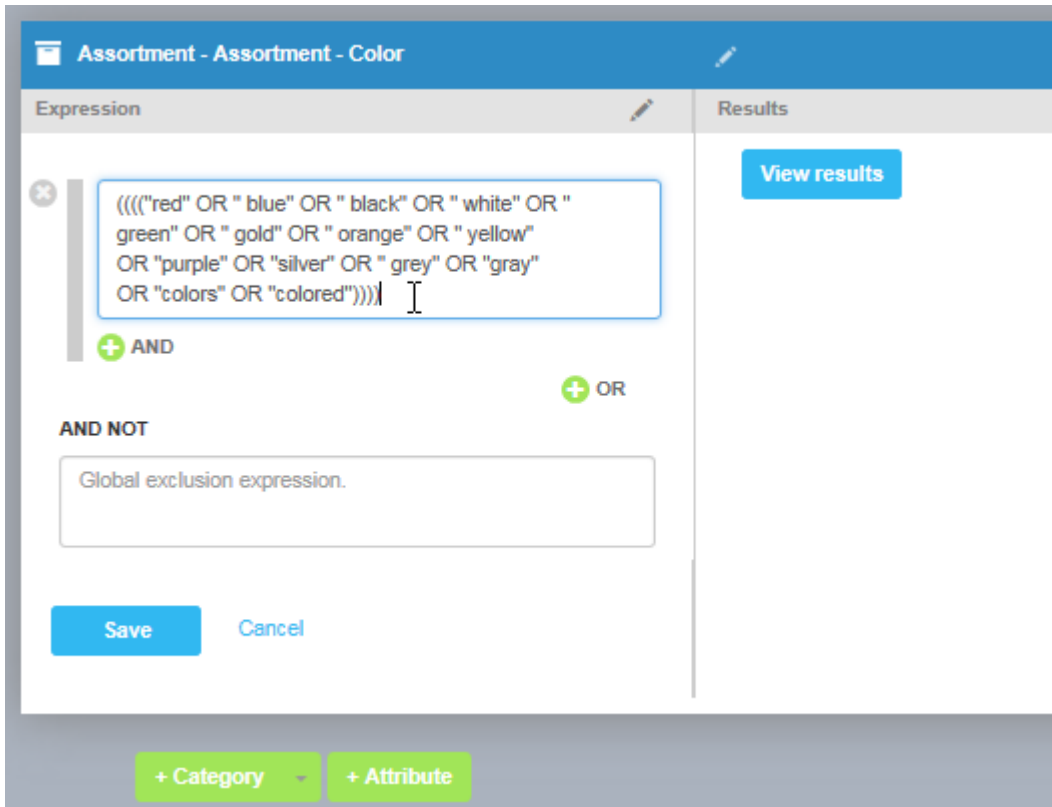 Assortment - Assortment - Color
Expression
Results
View results
(((("red" OR " blue" OR " black" OR " white" OR "
green" OR " gold" OR " orange" OR " yellow"
OR "purple" OR "silver" OR " grey" OR "gray"
OR "colors" OR "colored"))))
AND
OR
AND NOT
Global exclusion expression.
Save Cancel
+ Category + Attribute